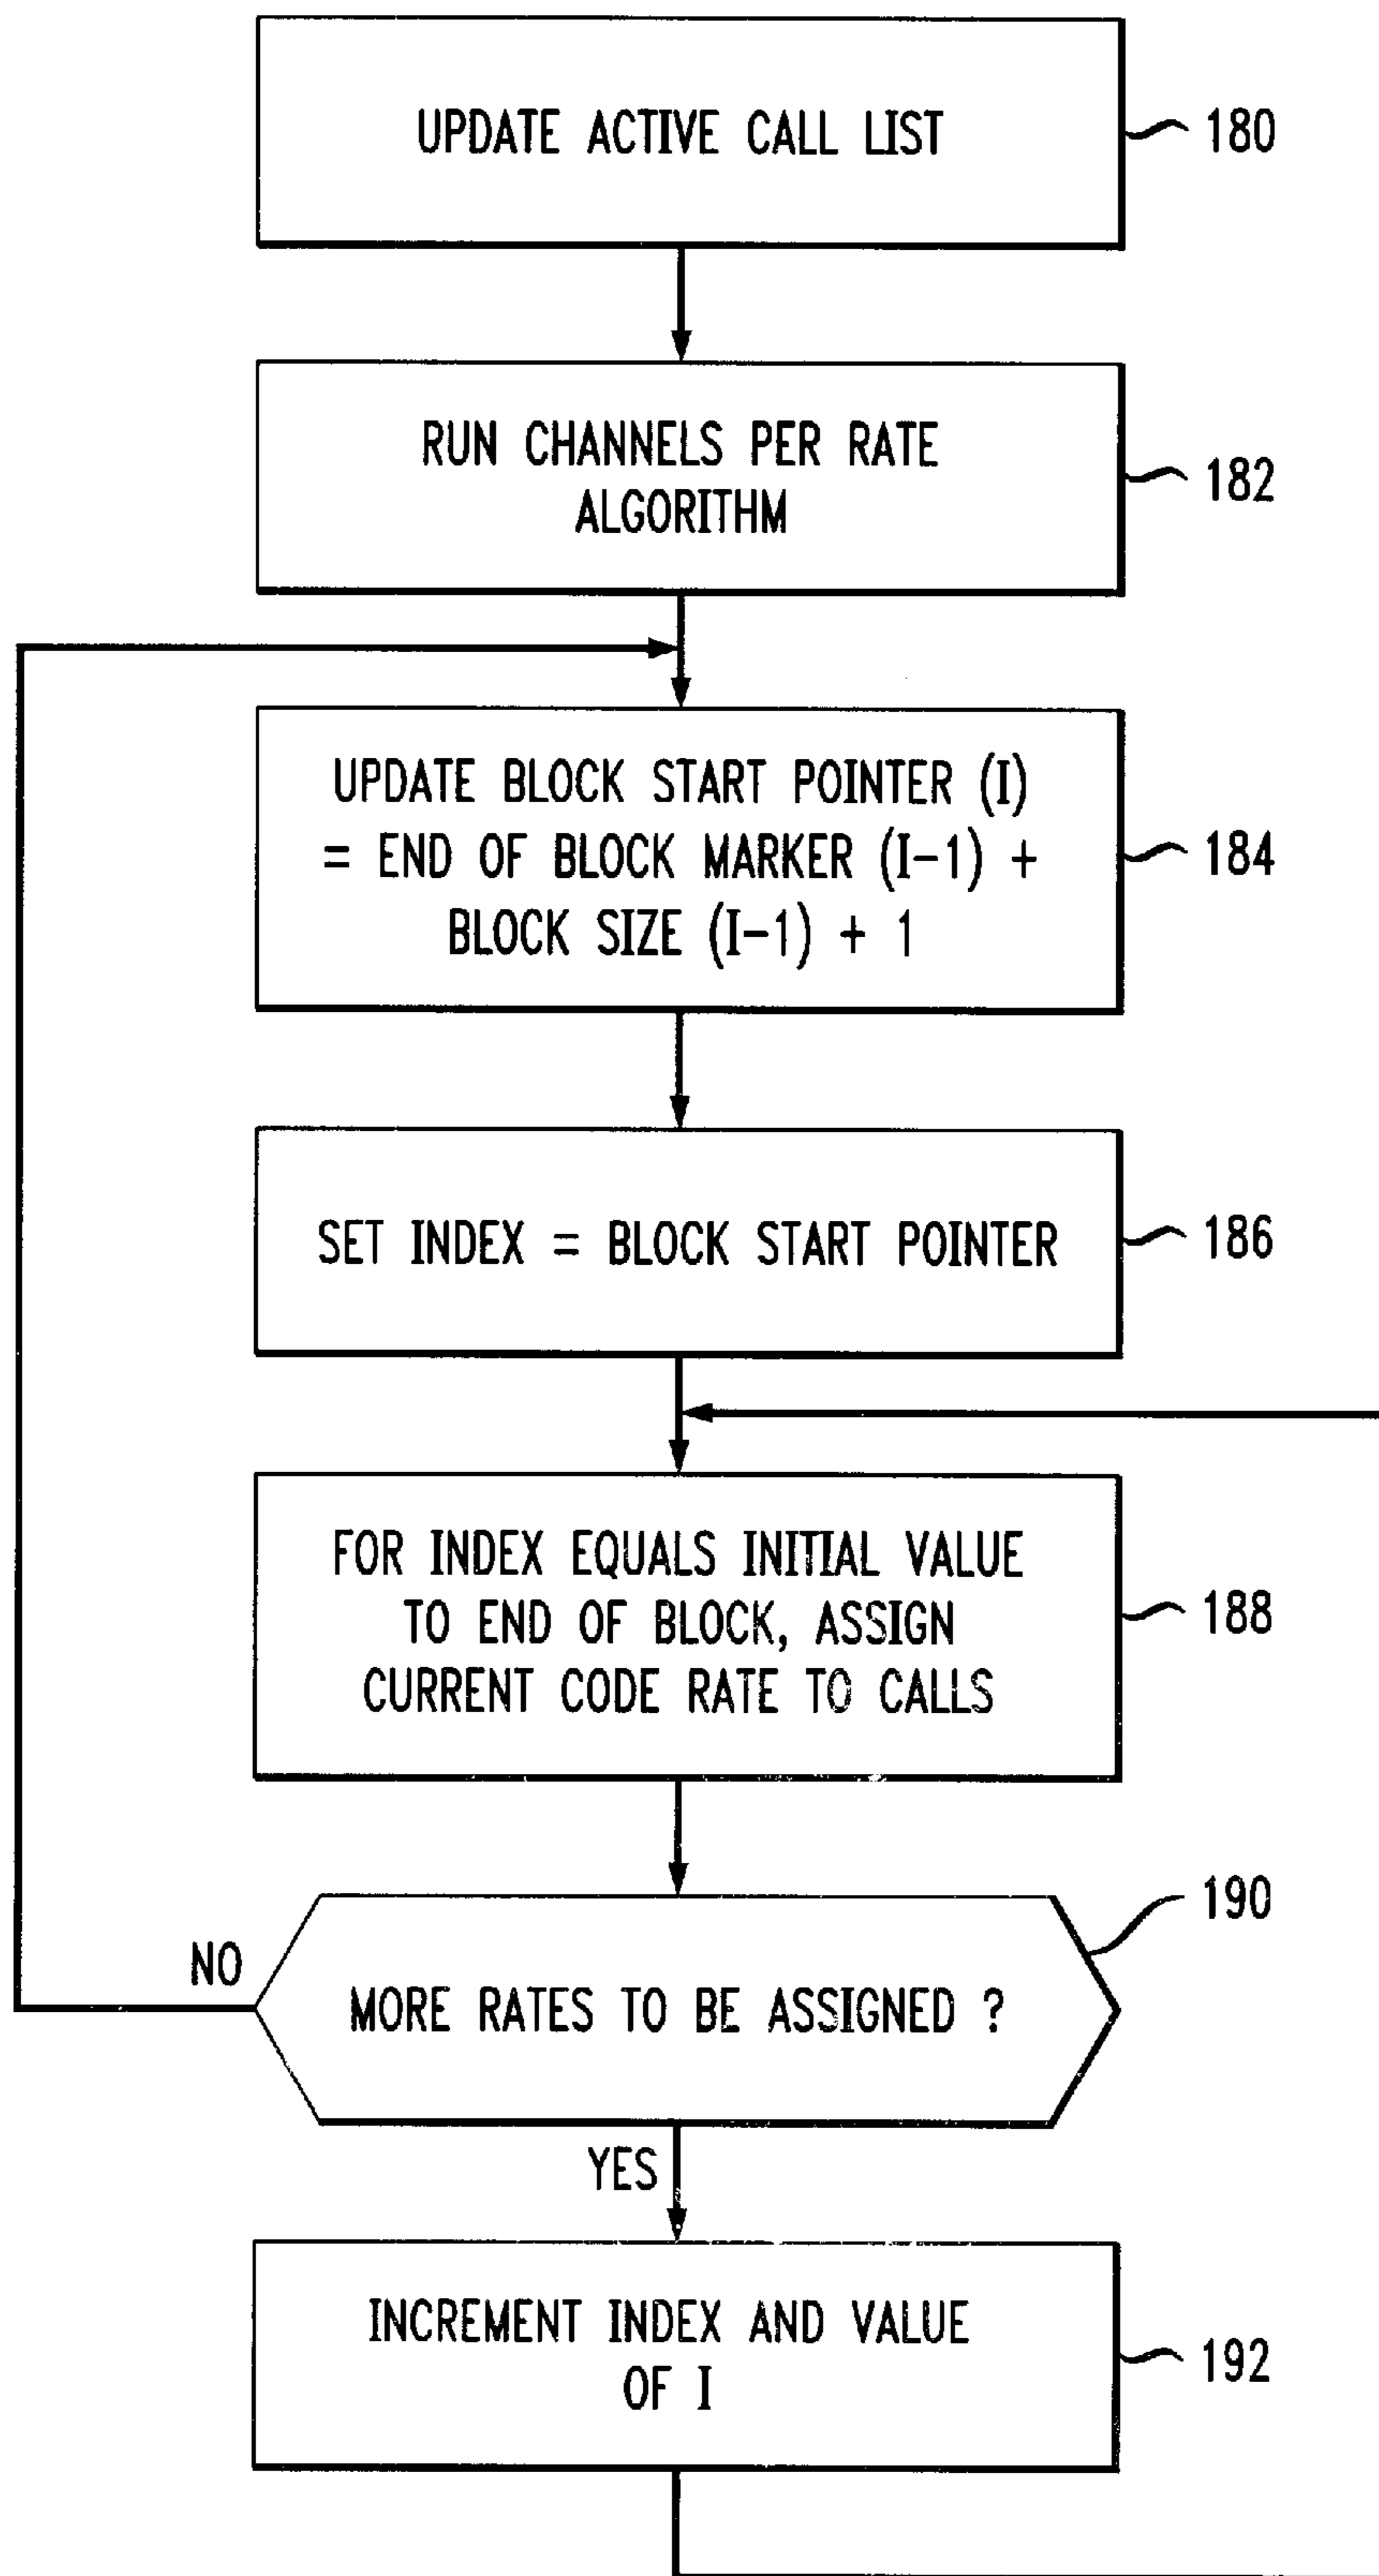 UPDATE ACTIVE CALL LIST
180
RUN CHANNELS PER RATE
ALGORITHM
182
UPDATE BLOCK START POINTER (I)
= END OF BLOCK MARKER (I-1) +
BLOCK SIZE (I-1) + 1
184
SET INDEX = BLOCK START POINTER
186
FOR INDEX EQUALS INITIAL VALUE
TO END OF BLOCK, ASSIGN
CURRENT CODE RATE TO CALLS
188
190
NO
MORE RATES TO BE ASSIGNED ?
YES
INCREMENT INDEX AND VALUE
OF I
192